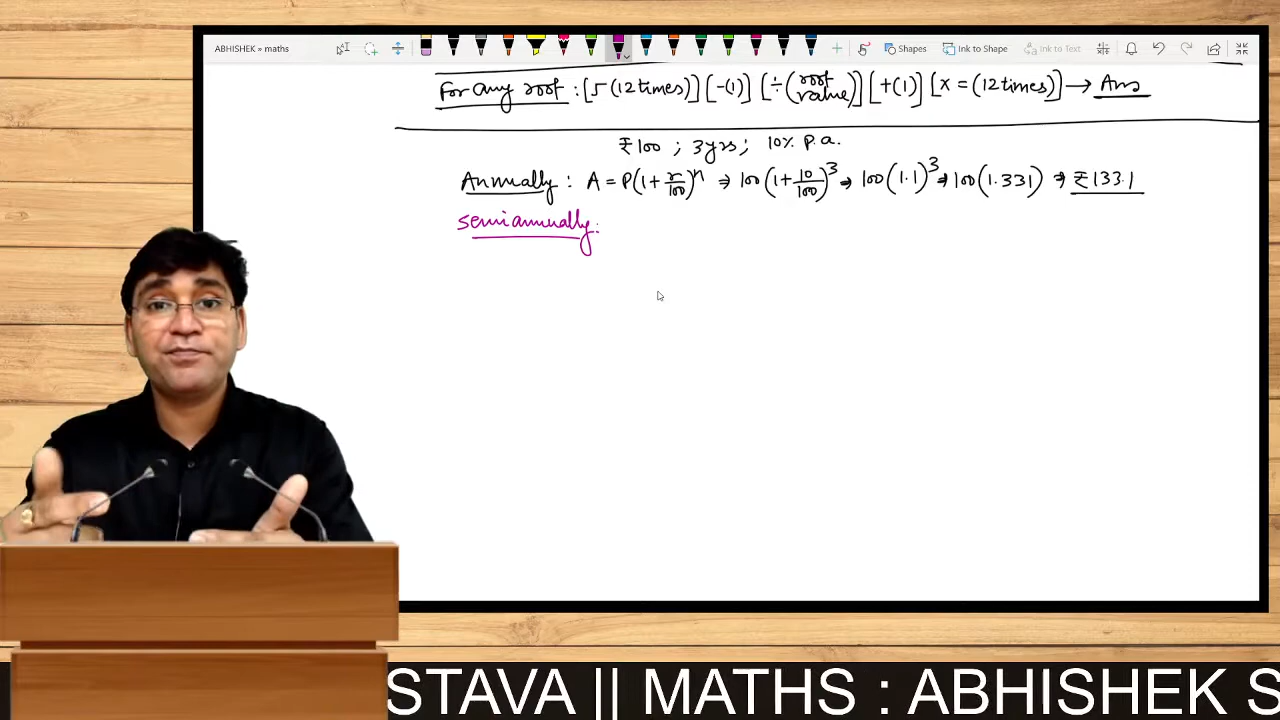 ABHISHEK » maths
Shapes Ink to Shape Ink to Text
For any root : [√(12 times)] [-(1)] [÷(root value)] [+(1)] [x = (12 times)] → Ans
₹100 ; 3yrs ; 10% p.a.
Annually : A = P(1+r/100)^n ⇒ 100(1+10/100)^3 ⇒ 100(1.1)^3 ⇒ 100(1.331) ⇒ ₹133.1
semiannually:
STAVA || MATHS : ABHISHEK S